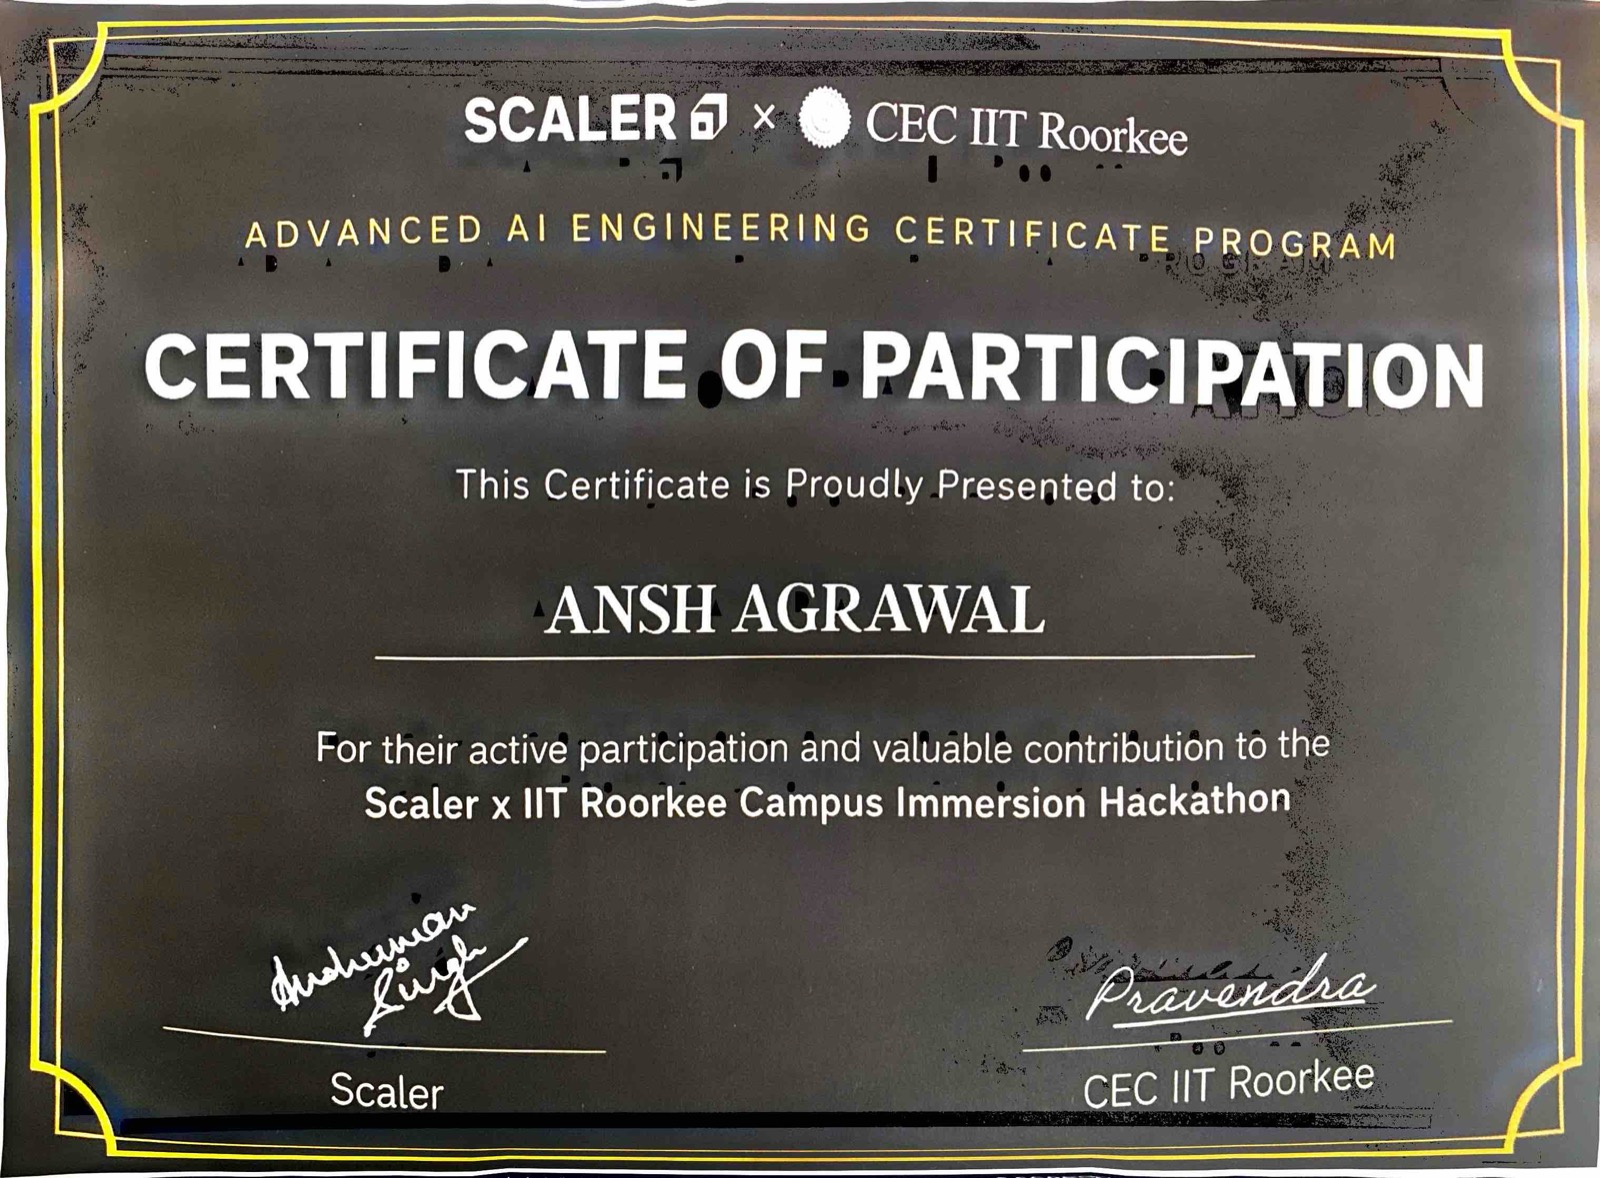 SCALER × CEC IIT Roorkee
ADVANCED AI ENGINEERING CERTIFICATE PROGRAM
CERTIFICATE OF PARTICIPATION
This Certificate is Proudly Presented to:
ANSH AGRAWAL
For their active participation and valuable contribution to the
Scaler x IIT Roorkee Campus Immersion Hackathon
Anshuman
Singh
Pravendra
Scaler
CEC IIT Roorkee